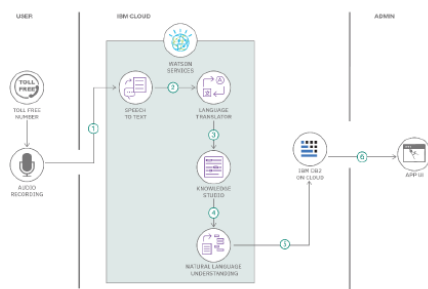 USER
IBM CLOUD
ADMIN
WATSON
SERVICES
TOLL
FREE
TOLL FREE
NUMBER
SPEECH
TO TEXT
2
LANGUAGE
TRANSLATOR
1
3
AUDIO
RECORDING
KNOWLEDGE
STUDIO
IBM DB2
ON CLOUD
6
APP UI
4
NATURAL LANGUAGE
UNDERSTANDING
5